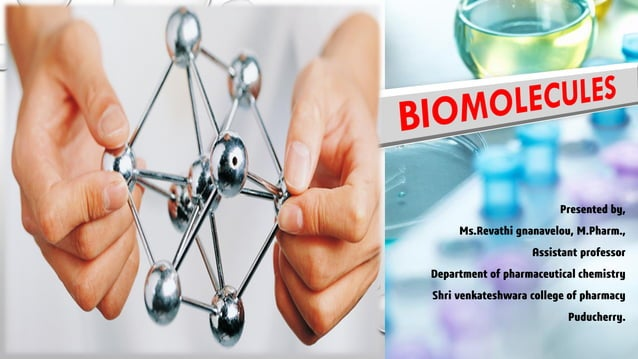 BIOMOLECULES
Presented by,
Ms.Revathi gnanavelou, M.Pharm.,
Assistant professor
Department of pharmaceutical chemistry
Shri venkateshwara college of pharmacy
Puducherry.